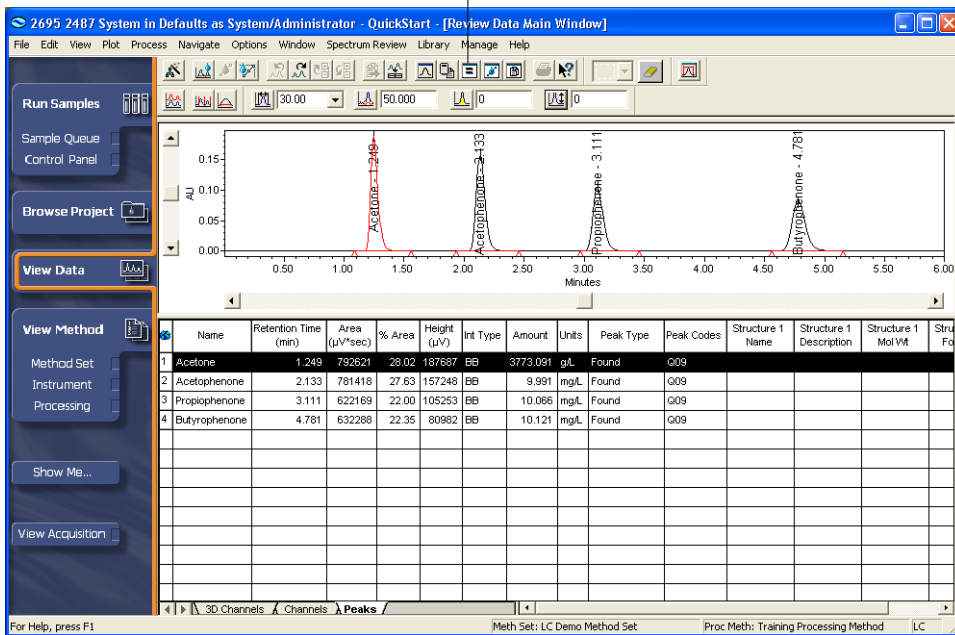 2695 2487 System in Defaults as System/Administrator - QuickStart - [Review Data Main Window]
File Edit View Plot Process Navigate Options Window Spectrum Review Library Manage Help
30.00 50.000 0 0
Run Samples
Sample Queue
Control Panel
Browse Project
View Data
View Method
Method Set
Instrument
Processing
Show Me...
View Acquisition
AU
0.15
0.10
0.05
0.00
Acetone - 1.249
Acetophenone - 2.133
Propiophenone - 3.111
Butyrophenone - 4.781
0.50 1.00 1.50 2.00 2.50 3.00 3.50 4.00 4.50 5.00 5.50 6.00
Minutes
Name Retention Time (min) Area (µV*sec) % Area Height (µV) Int Type Amount Units Peak Type Peak Codes Structure 1 Name Structure 1 Description Structure 1 Mol Wt Stru Fo
1 Acetone 1.249 792621 28.02 187687 BB 3773.091 g/L Found Q09
2 Acetophenone 2.133 781418 27.63 157248 BB 9.991 mg/L Found Q09
3 Propiophenone 3.111 622169 22.00 105253 BB 10.066 mg/L Found Q09
4 Butyrophenone 4.781 632288 22.35 80982 BB 10.121 mg/L Found Q09
3D Channels Channels Peaks
For Help, press F1 Meth Set: LC Demo Method Set Proc Meth: Training Processing Method LC